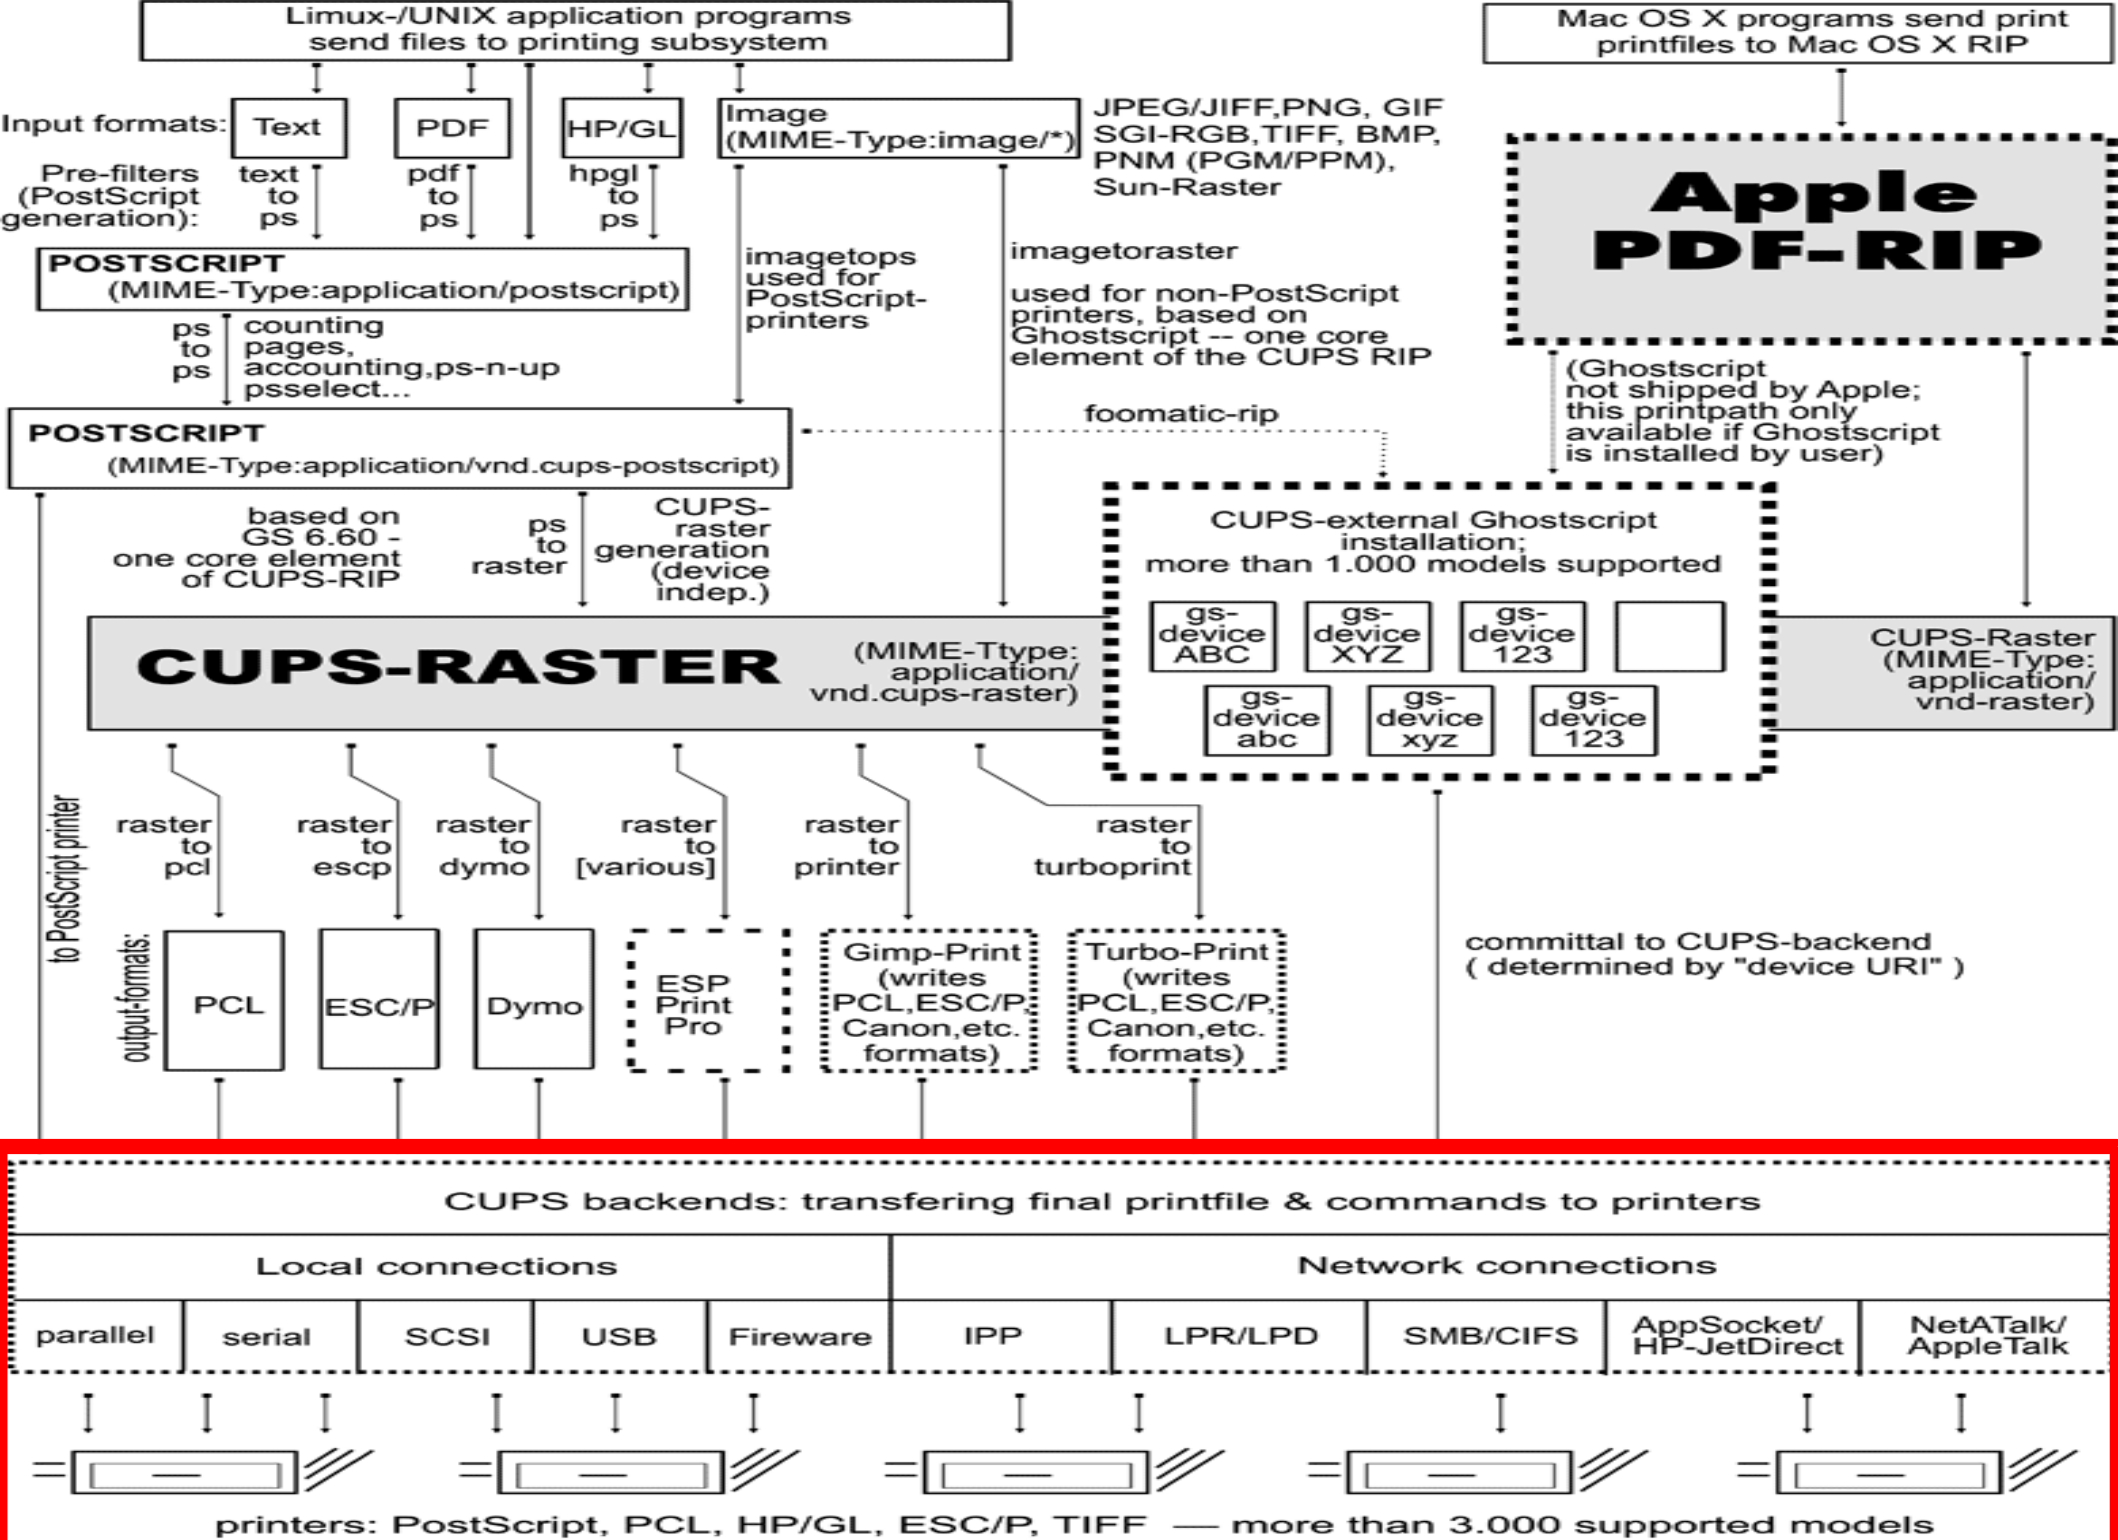 Limux-/UNIX application programs
send files to printing subsystem
Mac OS X programs send print
printfiles to Mac OS X RIP
Input formats:
Text
PDF
HP/GL
Image
(MIME-Type:image/*)
JPEG/JIFF,PNG, GIF
SGI-RGB,TIFF, BMP,
PNM (PGM/PPM),
Sun-Raster
Pre-filters
(PostScript
generation):
text
to
ps
pdf
to
ps
hpgl
to
ps
Apple
PDF-RIP
POSTSCRIPT
(MIME-Type:application/postscript)
imagetops
used for
PostScript-
printers
imagetoraster
used for non-PostScript
printers, based on
Ghostscript -- one core
element of the CUPS RIP
ps
to
ps
counting
pages,
accounting,ps-n-up
psselect...
(Ghostscript
not shipped by Apple;
this printpath only
available if Ghostscript
is installed by user)
foomatic-rip
POSTSCRIPT
(MIME-Type:application/vnd.cups-postscript)
based on
GS 6.60 -
one core element
of CUPS-RIP
ps
to
raster
CUPS-
raster
generation
(device
indep.)
CUPS-external Ghostscript
installation;
more than 1.000 models supported
gs-
device
ABC
gs-
device
XYZ
gs-
device
123
gs-
device
abc
gs-
device
xyz
gs-
device
123
CUPS-RASTER
(MIME-Ttype:
application/
vnd.cups-raster)
CUPS-Raster
(MIME-Type:
application/
vnd-raster)
to PostScript printer
raster
to
pcl
raster
to
escp
raster
to
dymo
raster
to
[various]
raster
to
printer
raster
to
turboprint
output-formats:
PCL
ESC/P
Dymo
ESP
Print
Pro
Gimp-Print
(writes
PCL,ESC/P,
Canon,etc.
formats)
Turbo-Print
(writes
PCL,ESC/P,
Canon,etc.
formats)
committal to CUPS-backend
( determined by "device URI" )
CUPS backends: transfering final printfile & commands to printers
Local connections
Network connections
parallel
serial
SCSI
USB
Fireware
IPP
LPR/LPD
SMB/CIFS
AppSocket/
HP-JetDirect
NetATalk/
AppleTalk
printers: PostScript, PCL, HP/GL, ESC/P, TIFF — more than 3.000 supported models